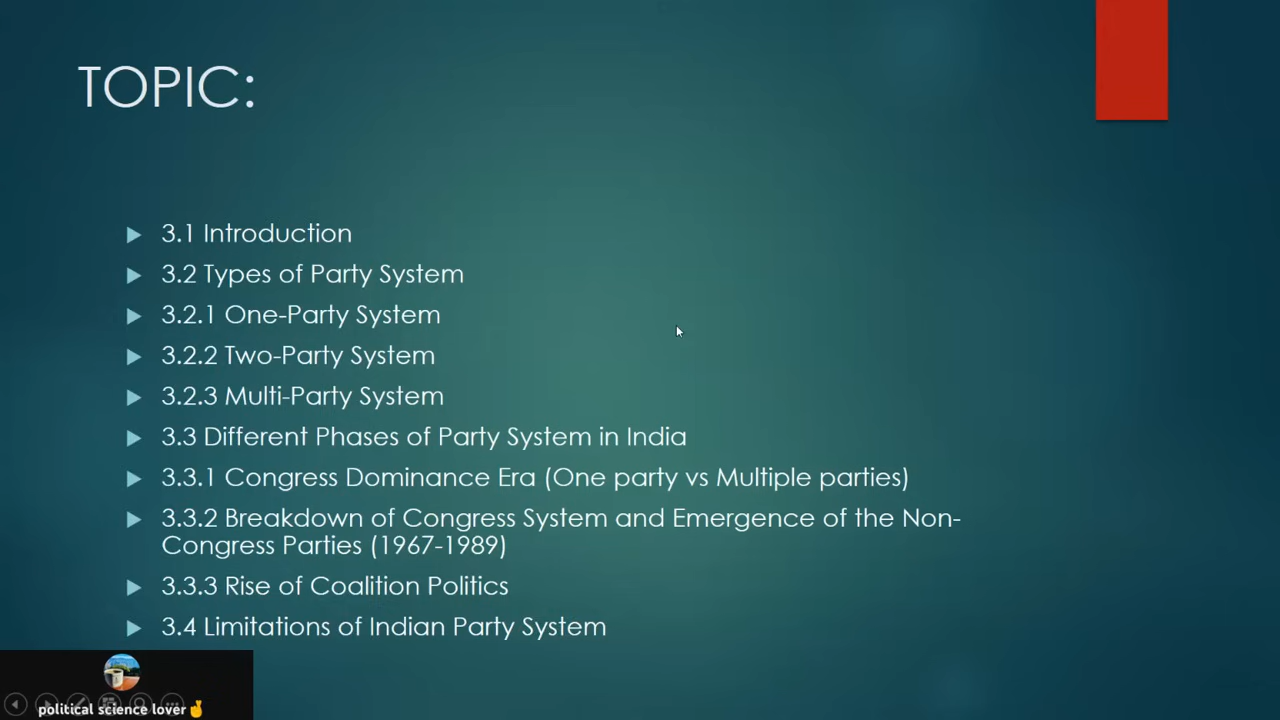 TOPIC:
3.1 Introduction
3.2 Types of Party System
3.2.1 One-Party System
3.2.2 Two-Party System
3.2.3 Multi-Party System
3.3 Different Phases of Party System in India
3.3.1 Congress Dominance Era (One party vs Multiple parties)
3.3.2 Breakdown of Congress System and Emergence of the Non-
Congress Parties (1967-1989)
3.3.3 Rise of Coalition Politics
3.4 Limitations of Indian Party System
political science lover🤞